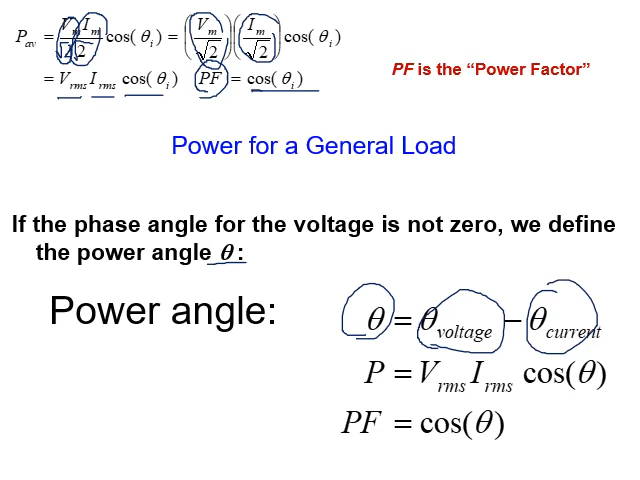 P_av = V_m I_m / √2 √2 cos(θ_i) = (V_m / √2)(I_m / √2) cos(θ_i)
= V_rms I_rms cos(θ_i) PF = cos(θ_i)
PF is the “Power Factor”
Power for a General Load
If the phase angle for the voltage is not zero, we define
the power angle θ:
Power angle:
θ = θ_voltage − θ_current
P = V_rms I_rms cos(θ)
PF = cos(θ)